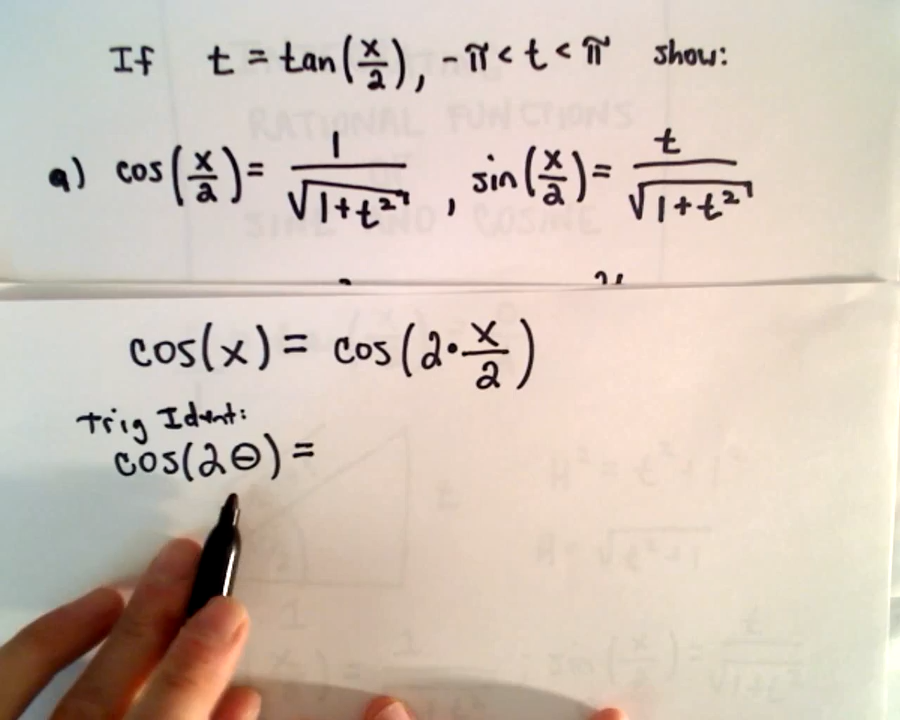 If t = tan(x/2), -π < t < π show:
a) cos(x/2) = 1/√(1+t²), sin(x/2) = t/√(1+t²)
cos(x) = cos(2·x/2)
Trig Ident:
cos(2θ) =